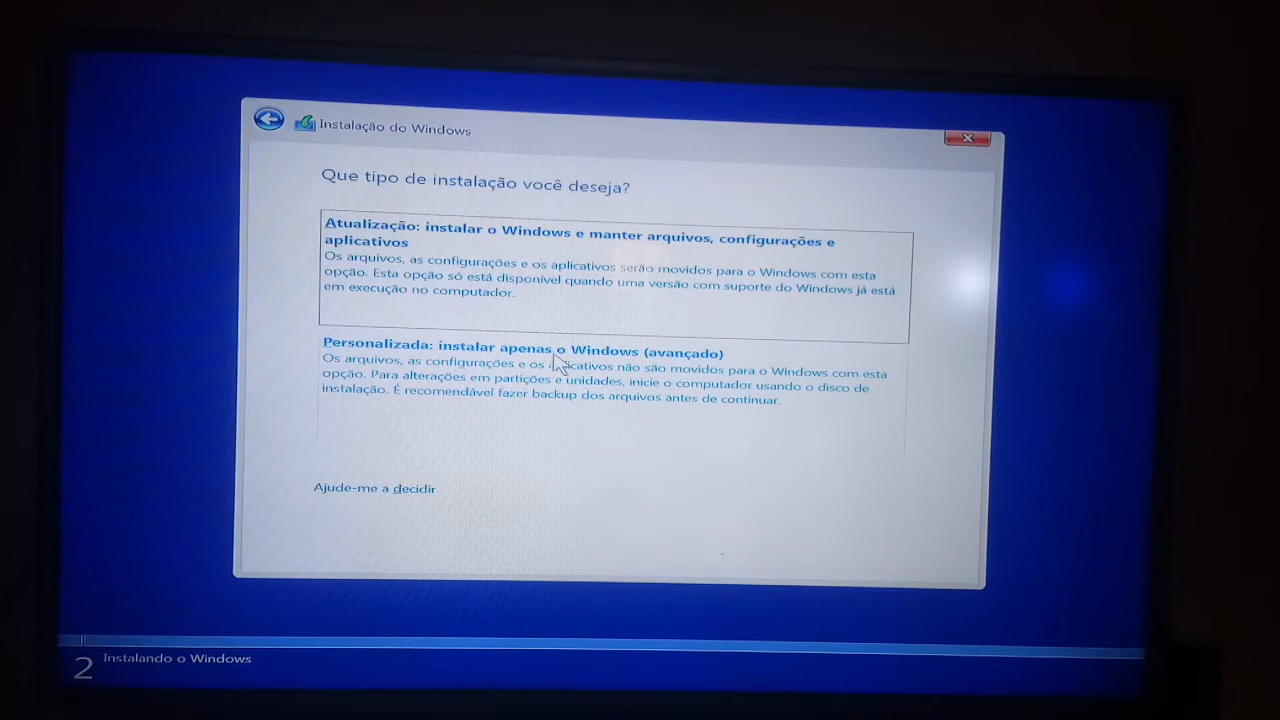 Instalação do Windows
Que tipo de instalação você deseja?
Atualização: instalar o Windows e manter arquivos, configurações e
aplicativos
Os arquivos, as configurações e os aplicativos serão movidos para o Windows com esta
opção. Esta opção só está disponível quando uma versão com suporte do Windows já está
em execução no computador.
Personalizada: instalar apenas o Windows (avançado)
Os arquivos, as configurações e os aplicativos não são movidos para o Windows com esta
opção. Para alterações em partições e unidades, inicie o computador usando o disco de
instalação. É recomendável fazer backup dos arquivos antes de continuar.
Ajude-me a decidir
2 Instalando o Windows